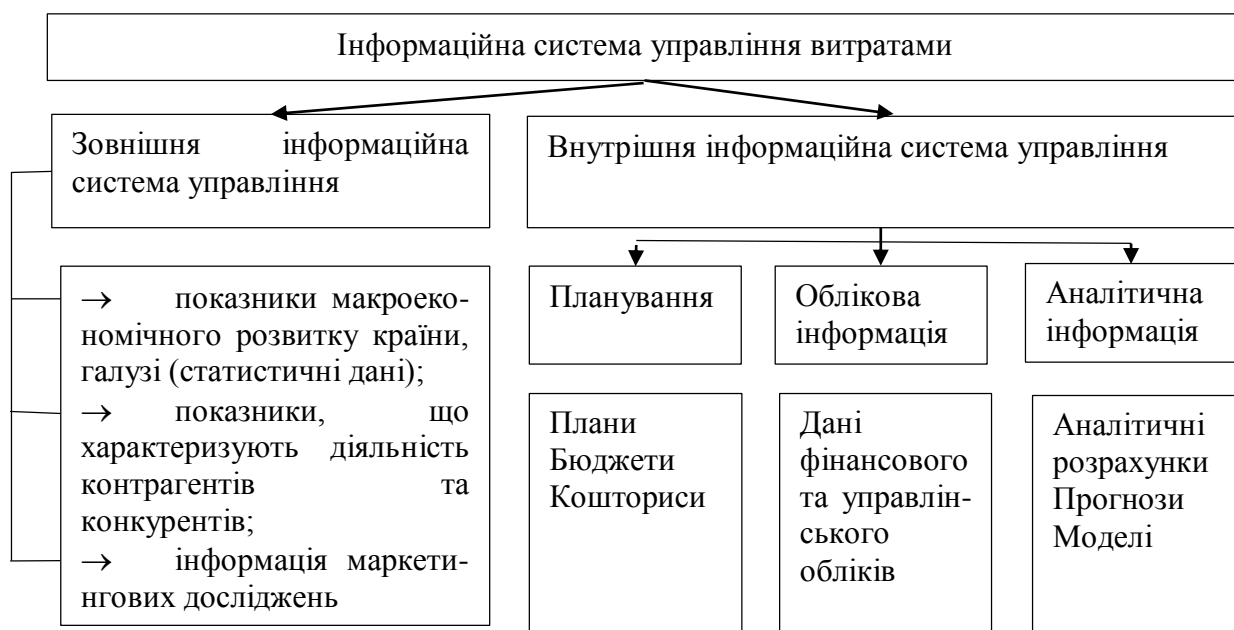 Інформаційна система управління витратами
Зовнішня інформаційна
система управління
Внутрішня інформаційна система управління
→ показники макроеко-
номічного розвитку країни,
галузі (статистичні дані);
→ показники, що
характеризують діяльність
контрагентів та
конкурентів;
→ інформація маркети-
нгових досліджень
Планування
Облікова
інформація
Аналітична
інформація
Плани
Бюджети
Кошториси
Дані
фінансового
та управлін-
ського
обліків
Аналітичні
розрахунки
Прогнози
Моделі